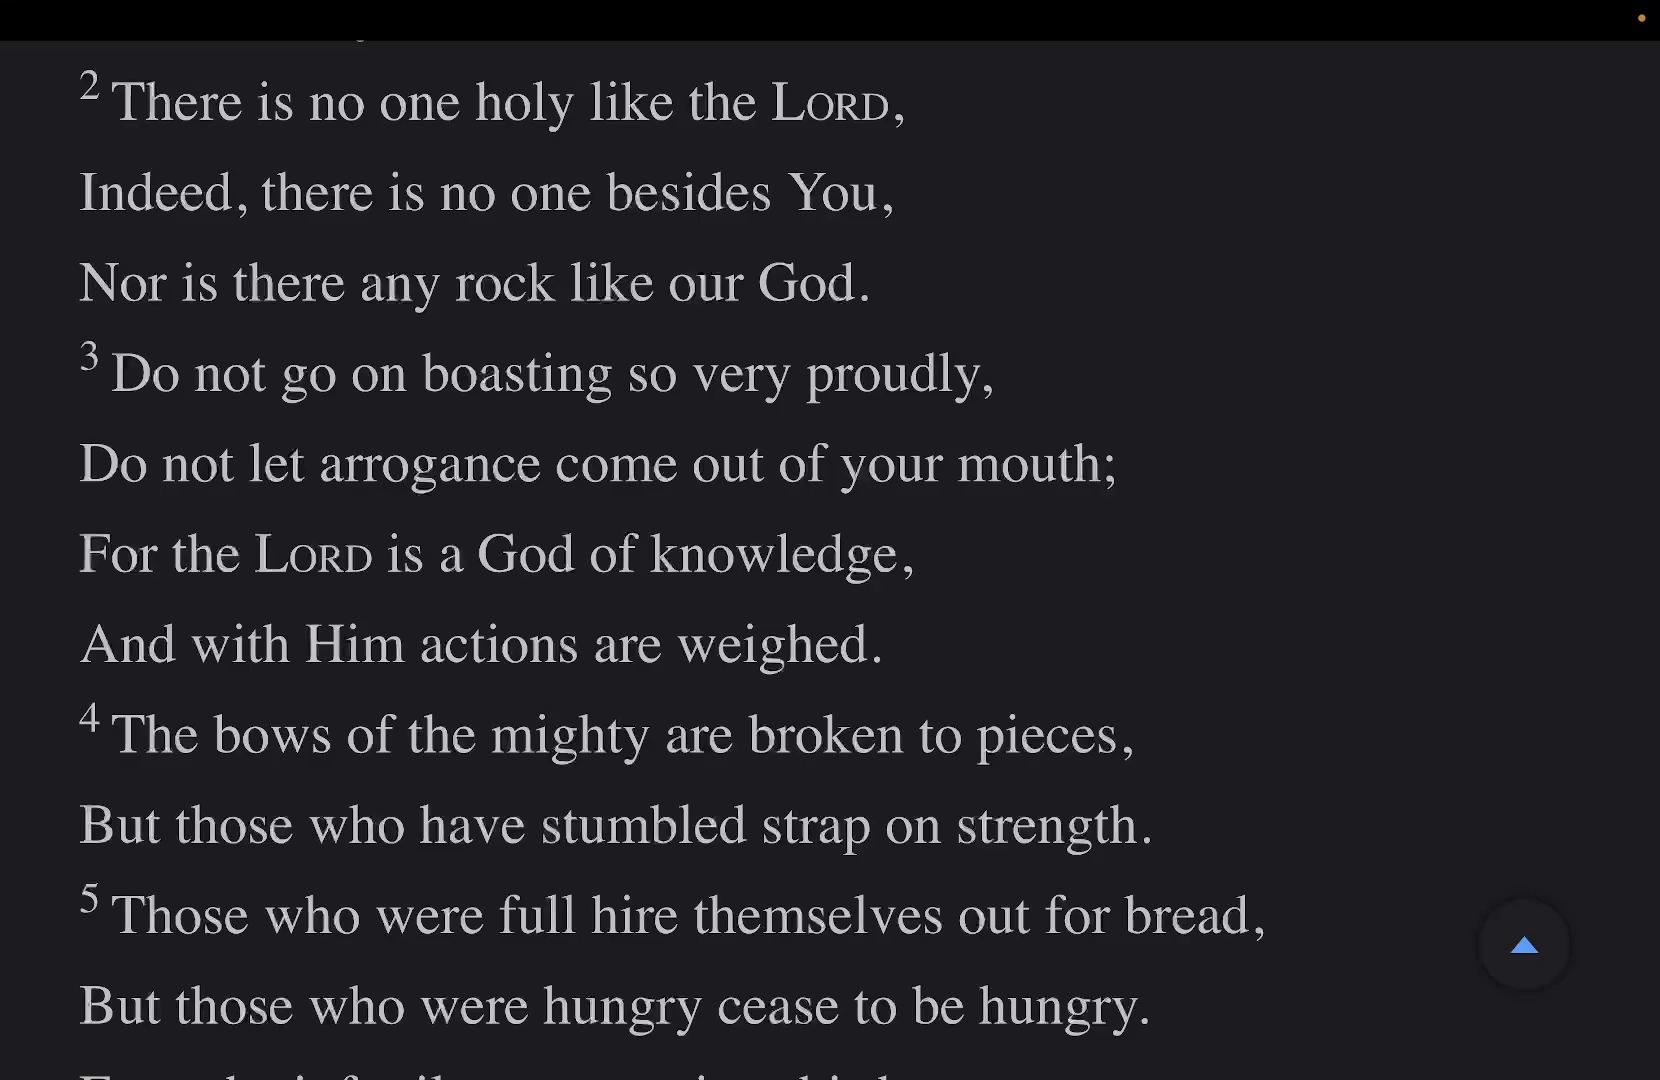 2 There is no one holy like the LORD,
Indeed, there is no one besides You,
Nor is there any rock like our God.
3 Do not go on boasting so very proudly,
Do not let arrogance come out of your mouth;
For the LORD is a God of knowledge,
And with Him actions are weighed.
4 The bows of the mighty are broken to pieces,
But those who have stumbled strap on strength.
5 Those who were full hire themselves out for bread,
But those who were hungry cease to be hungry.